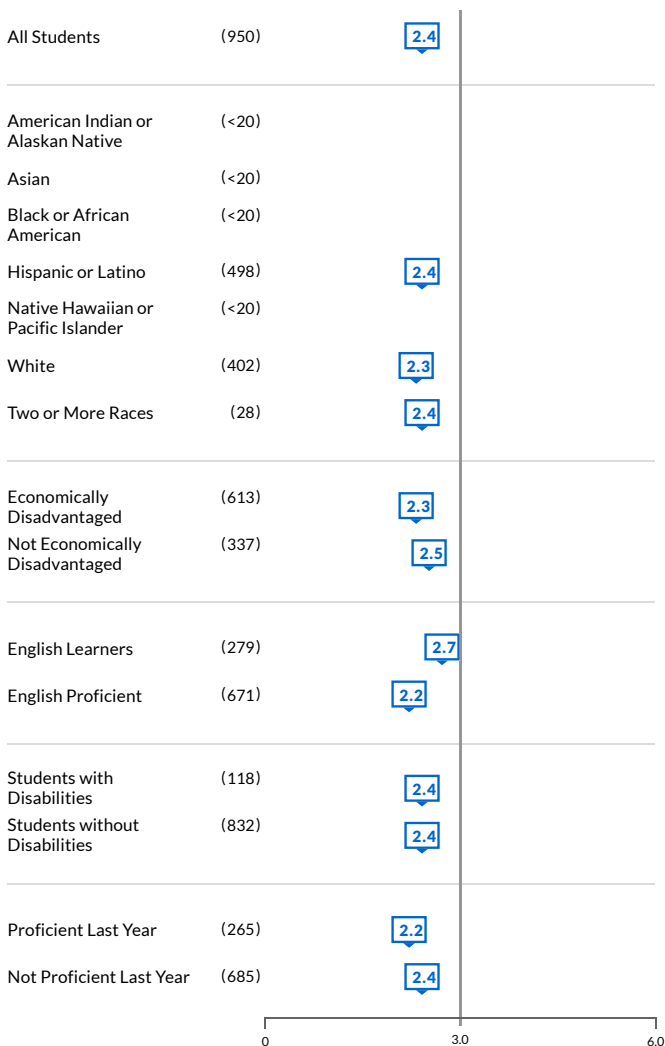 All Students (950) 2.4
American Indian or (<20)
Alaskan Native
Asian (<20)
Black or African (<20)
American
Hispanic or Latino (498) 2.4
Native Hawaiian or (<20)
Pacific Islander
White (402) 2.3
Two or More Races (28) 2.4
Economically (613) 2.3
Disadvantaged
Not Economically (337) 2.5
Disadvantaged
English Learners (279) 2.7
English Proficient (671) 2.2
Students with (118) 2.4
Disabilities
Students without (832) 2.4
Disabilities
Proficient Last Year (265) 2.2
Not Proficient Last Year (685) 2.4
0 3.0 6.0